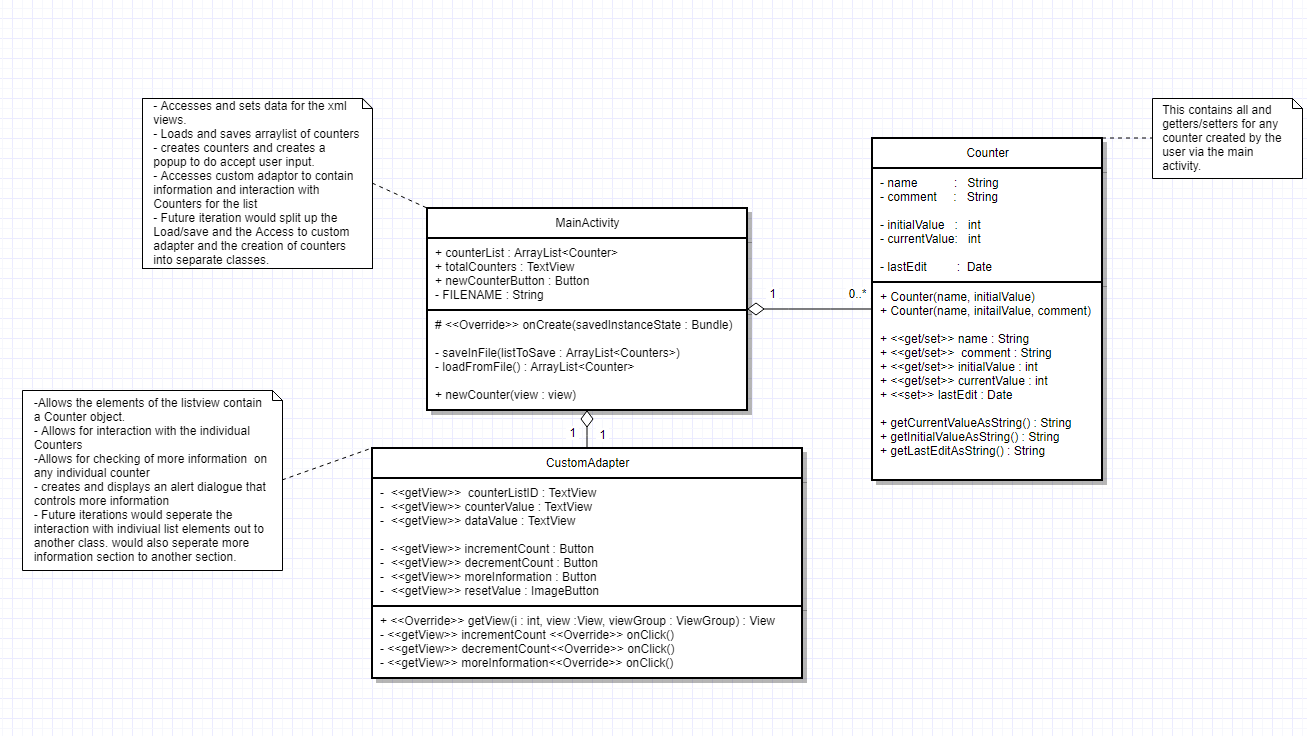 - Accesses and sets data for the xml
views.
- Loads and saves arraylist of counters
- creates counters and creates a
popup to do accept user input.
- Accesses custom adaptor to contain
information and interaction with
Counters for the list
- Future iteration would split up the
Load/save and the Access to custom
adapter and the creation of counters
into separate classes.
This contains all and
getters/setters for any
counter created by the
user via the main
activity.
MainActivity
+ counterList : ArrayList<Counter>
+ totalCounters : TextView
+ newCounterButton : Button
- FILENAME : String
# <<Override>> onCreate(savedInstanceState : Bundle)
- saveInFile(listToSave : ArrayList<Counters>)
- loadFromFile() : ArrayList<Counter>
+ newCounter(view : view)
1
0..*
Counter
- name : String
- comment : String
- initialValue : int
- currentValue: int
- lastEdit : Date
+ Counter(name, initialValue)
+ Counter(name, initailValue, comment)
+ <<get/set>> name : String
+ <<get/set>> comment : String
+ <<get/set>> initialValue : int
+ <<get/set>> currentValue : int
+ <<set>> lastEdit : Date
+ getCurrentValueAsString() : String
+ getInitialValueAsString() : String
+ getLastEditAsString() : String
-Allows the elements of the listview contain
a Counter object.
- Allows for interaction with the individual
Counters
-Allows for checking of more information on
any individual counter
- creates and displays an alert dialogue that
controls more information
- Future iterations would seperate the
interaction with indiviual list elements out to
another class. would also seperate more
information section to another section.
1
1
CustomAdapter
- <<getView>> counterListID : TextView
- <<getView>> counterValue : TextView
- <<getView>> dataValue : TextView
- <<getView>> incrementCount : Button
- <<getView>> decrementCount : Button
- <<getView>> moreInformation : Button
- <<getView>> resetValue : ImageButton
+ <<Override>> getView(i : int, view :View, viewGroup : ViewGroup) : View
- <<getView>> incrementCount <<Override>> onClick()
- <<getView>> decrementCount<<Override>> onClick()
- <<getView>> moreInformation<<Override>> onClick()